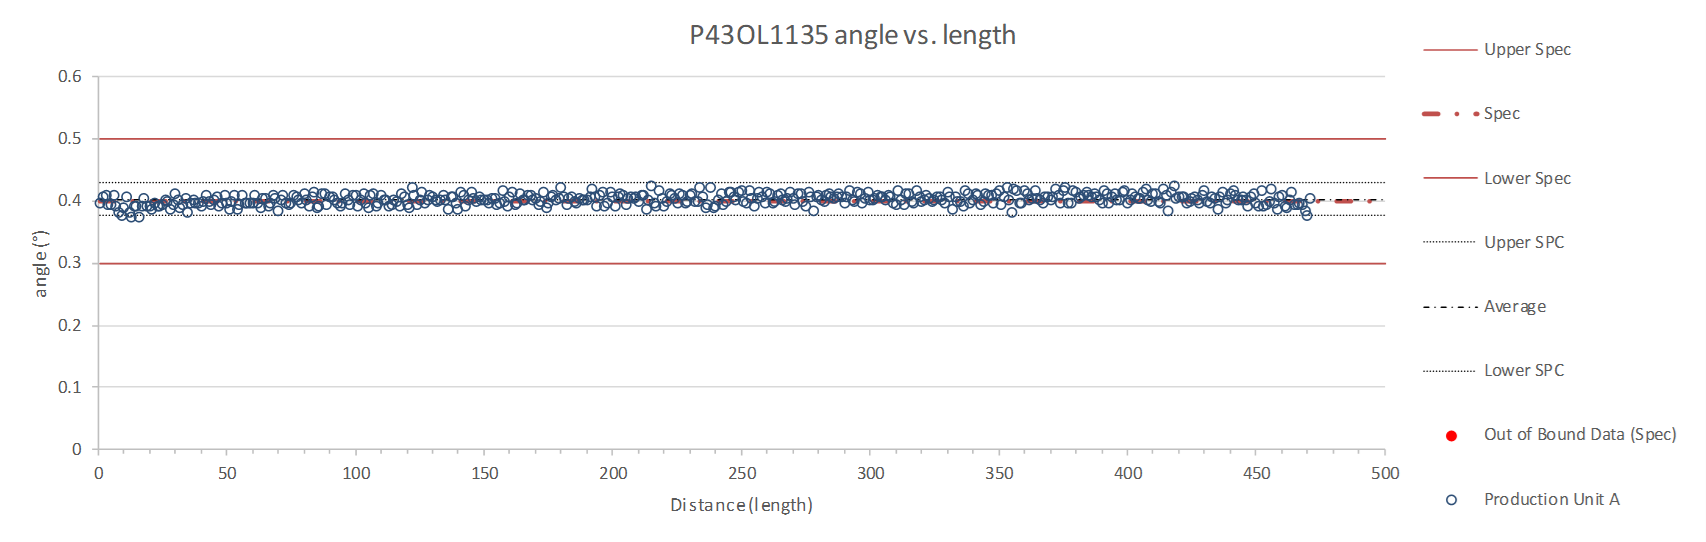 P43OL1135 angle vs. length
Upper Spec
Spec
Lower Spec
Upper SPC
Average
Lower SPC
Out of Bound Data (Spec)
Production Unit A
0.6
0.5
0.4
0.3
0.2
0.1
0
angle (°)
0 50 100 150 200 250 300 350 400 450 500
Distance (length)